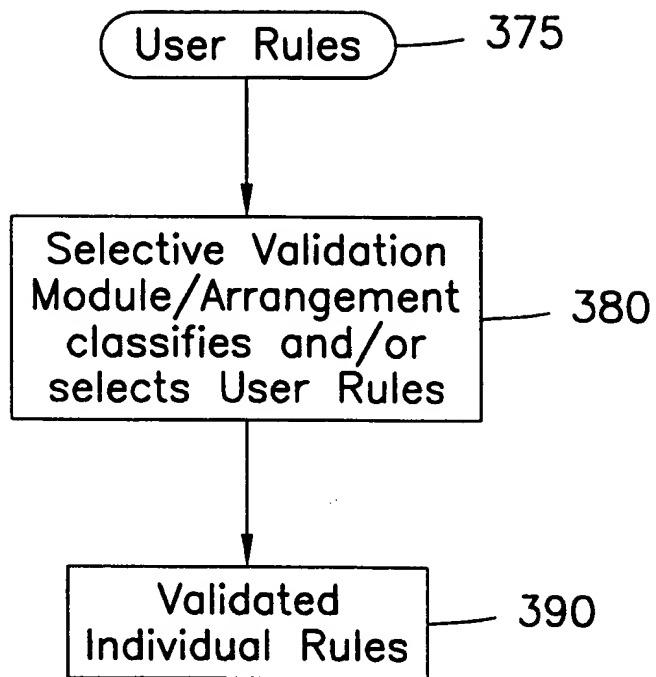 User Rules
375
Selective Validation
Module/Arrangement
classifies and/or
selects User Rules
380
Validated
Individual Rules
390